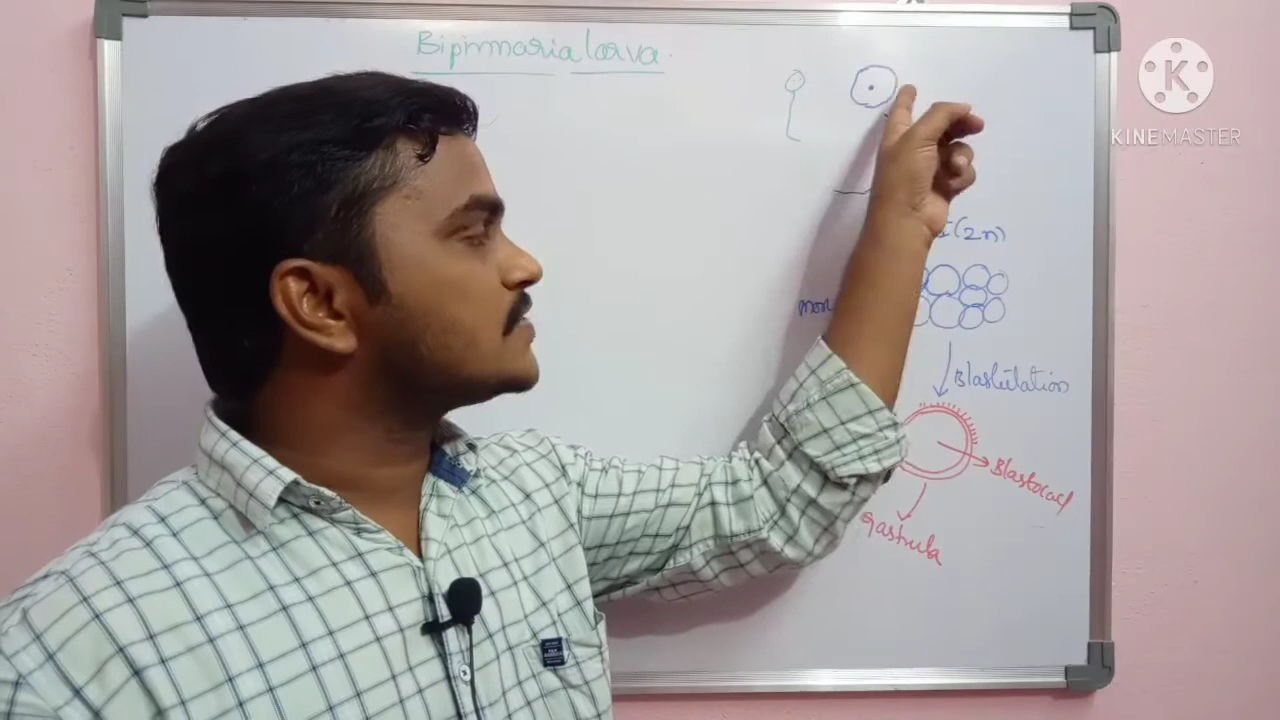 Bipinnaria larva.
KINEMASTER
(2n)
Blastulation
Blastocoel
gastrula